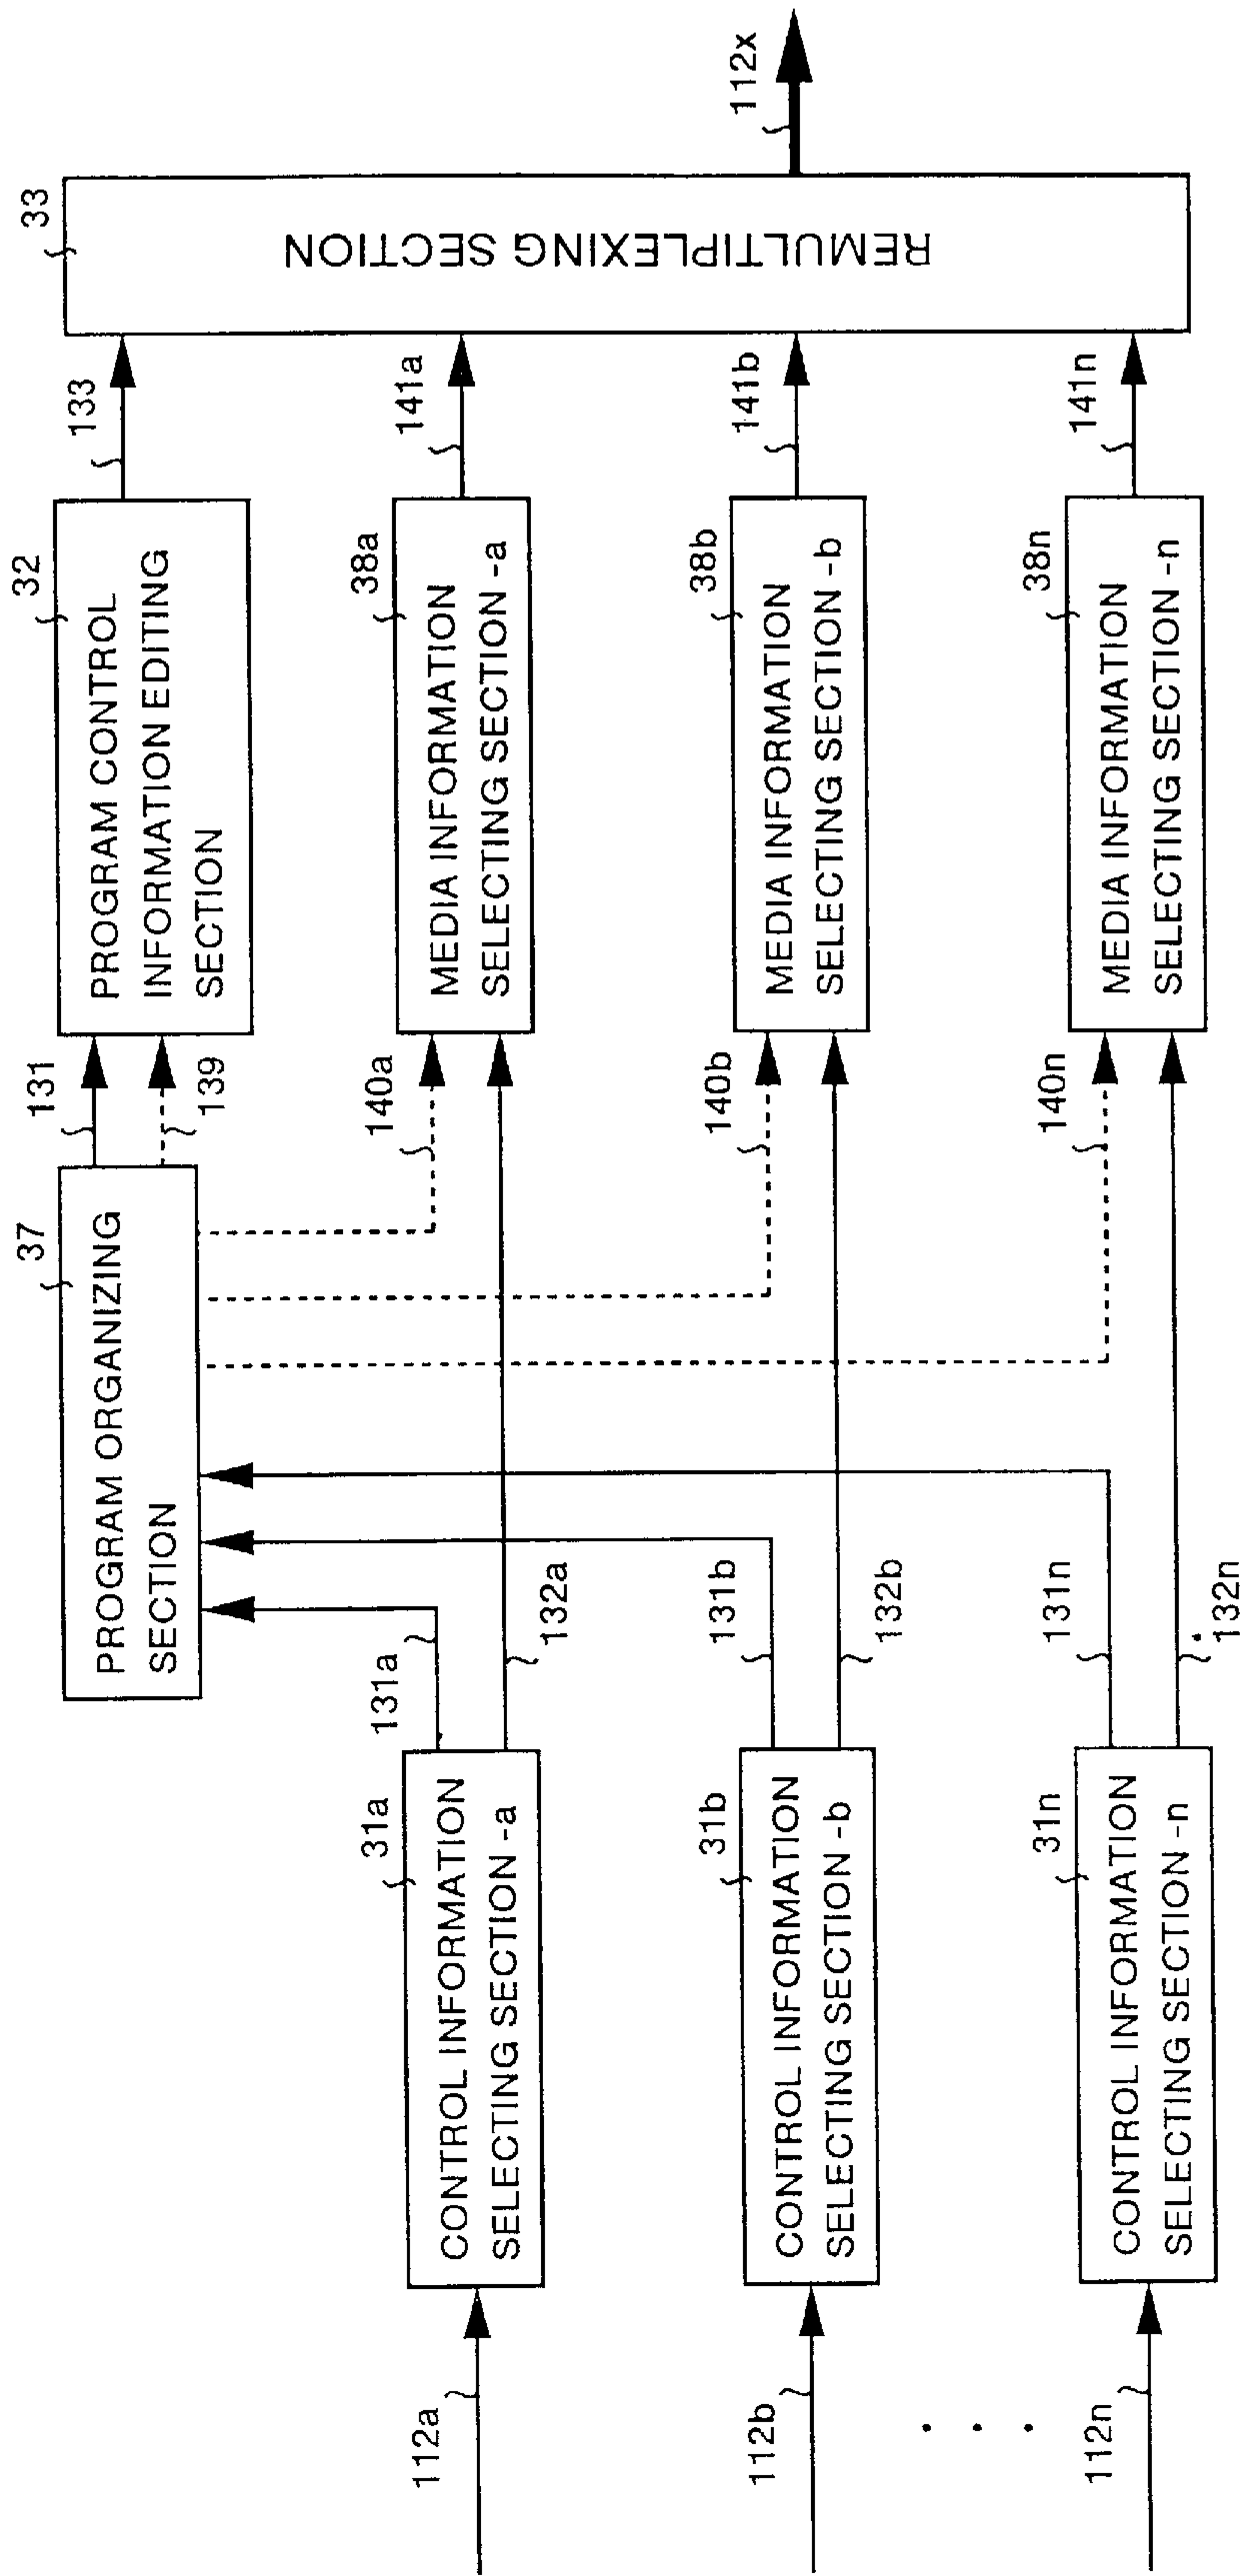 37
PROGRAM ORGANIZING
SECTION
131
139
32
PROGRAM CONTROL
INFORMATION EDITING
SECTION
133
33
REMULTIPLEXING SECTION
112x
112a
31a
CONTROL INFORMATION
SELECTING SECTION -a
131a
132a
140a
38a
MEDIA INFORMATION
SELECTING SECTION -a
141a
112b
31b
CONTROL INFORMATION
SELECTING SECTION -b
131b
132b
140b
38b
MEDIA INFORMATION
SELECTING SECTION -b
141b
. . .
112n
31n
CONTROL INFORMATION
SELECTING SECTION -n
131n
132n
140n
38n
MEDIA INFORMATION
SELECTING SECTION -n
141n